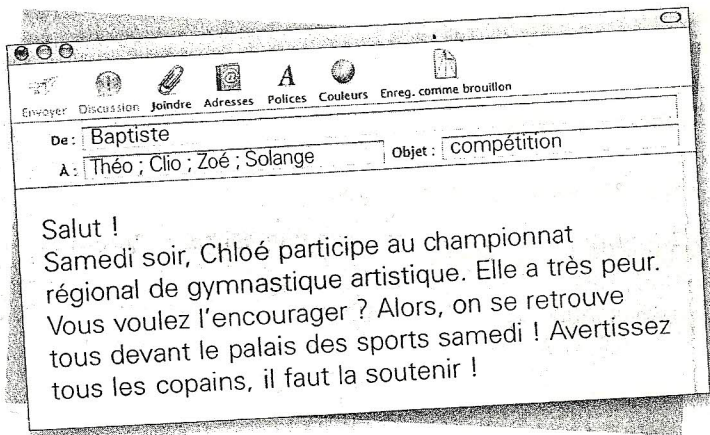 Envoyer Discussion Joindre Adresses Polices Couleurs Enreg. comme brouillon
De : Baptiste
À : Théo ; Clio ; Zoé ; Solange Objet : compétition
Salut !
Samedi soir, Chloé participe au championnat
régional de gymnastique artistique. Elle a très peur.
Vous voulez l'encourager ? Alors, on se retrouve
tous devant le palais des sports samedi ! Avertissez
tous les copains, il faut la soutenir !